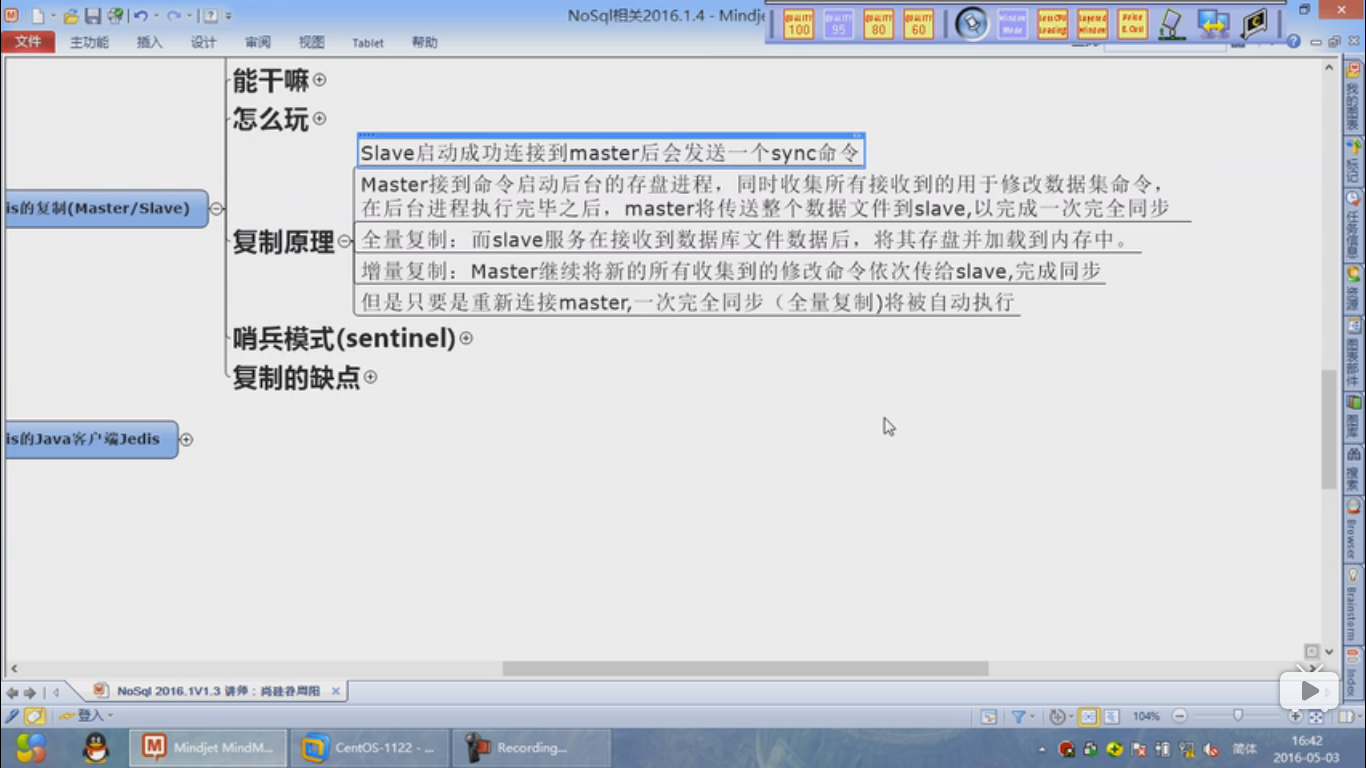 NoSql相关2016.1.4 - Mindje
QUALITY 100
QUALITY 95
QUALITY 80
QUALITY 60
Window Mode
Less CPU Loading
Layered Window
文件 主功能 插入 设计 审阅 视图 Tablet 帮助
能干嘛
怎么玩
Slave启动成功连接到master后会发送一个sync命令
Master接到命令启动后台的存盘进程，同时收集所有接收到的用于修改数据集命令，
在后台进程执行完毕之后，master将传送整个数据文件到slave,以完成一次完全同步
is的复制(Master/Slave)
复制原理
全量复制：而slave服务在接收到数据库文件数据后，将其存盘并加载到内存中。
增量复制：Master继续将新的所有收集到的修改命令依次传给slave,完成同步
但是只要是重新连接master,一次完全同步（全量复制)将被自动执行
哨兵模式(sentinel)
复制的缺点
is的Java客户端Jedis
我的图表
标记
任务信息
资源
图表部件
图库
搜索
Browser
Brainstorm
Index
NoSql 2016.1V1.3 讲师：尚硅谷周阳
登入
104%
Mindjet MindM...
CentOS-1122 - ...
Recording...
简体
16:42
2016-05-03